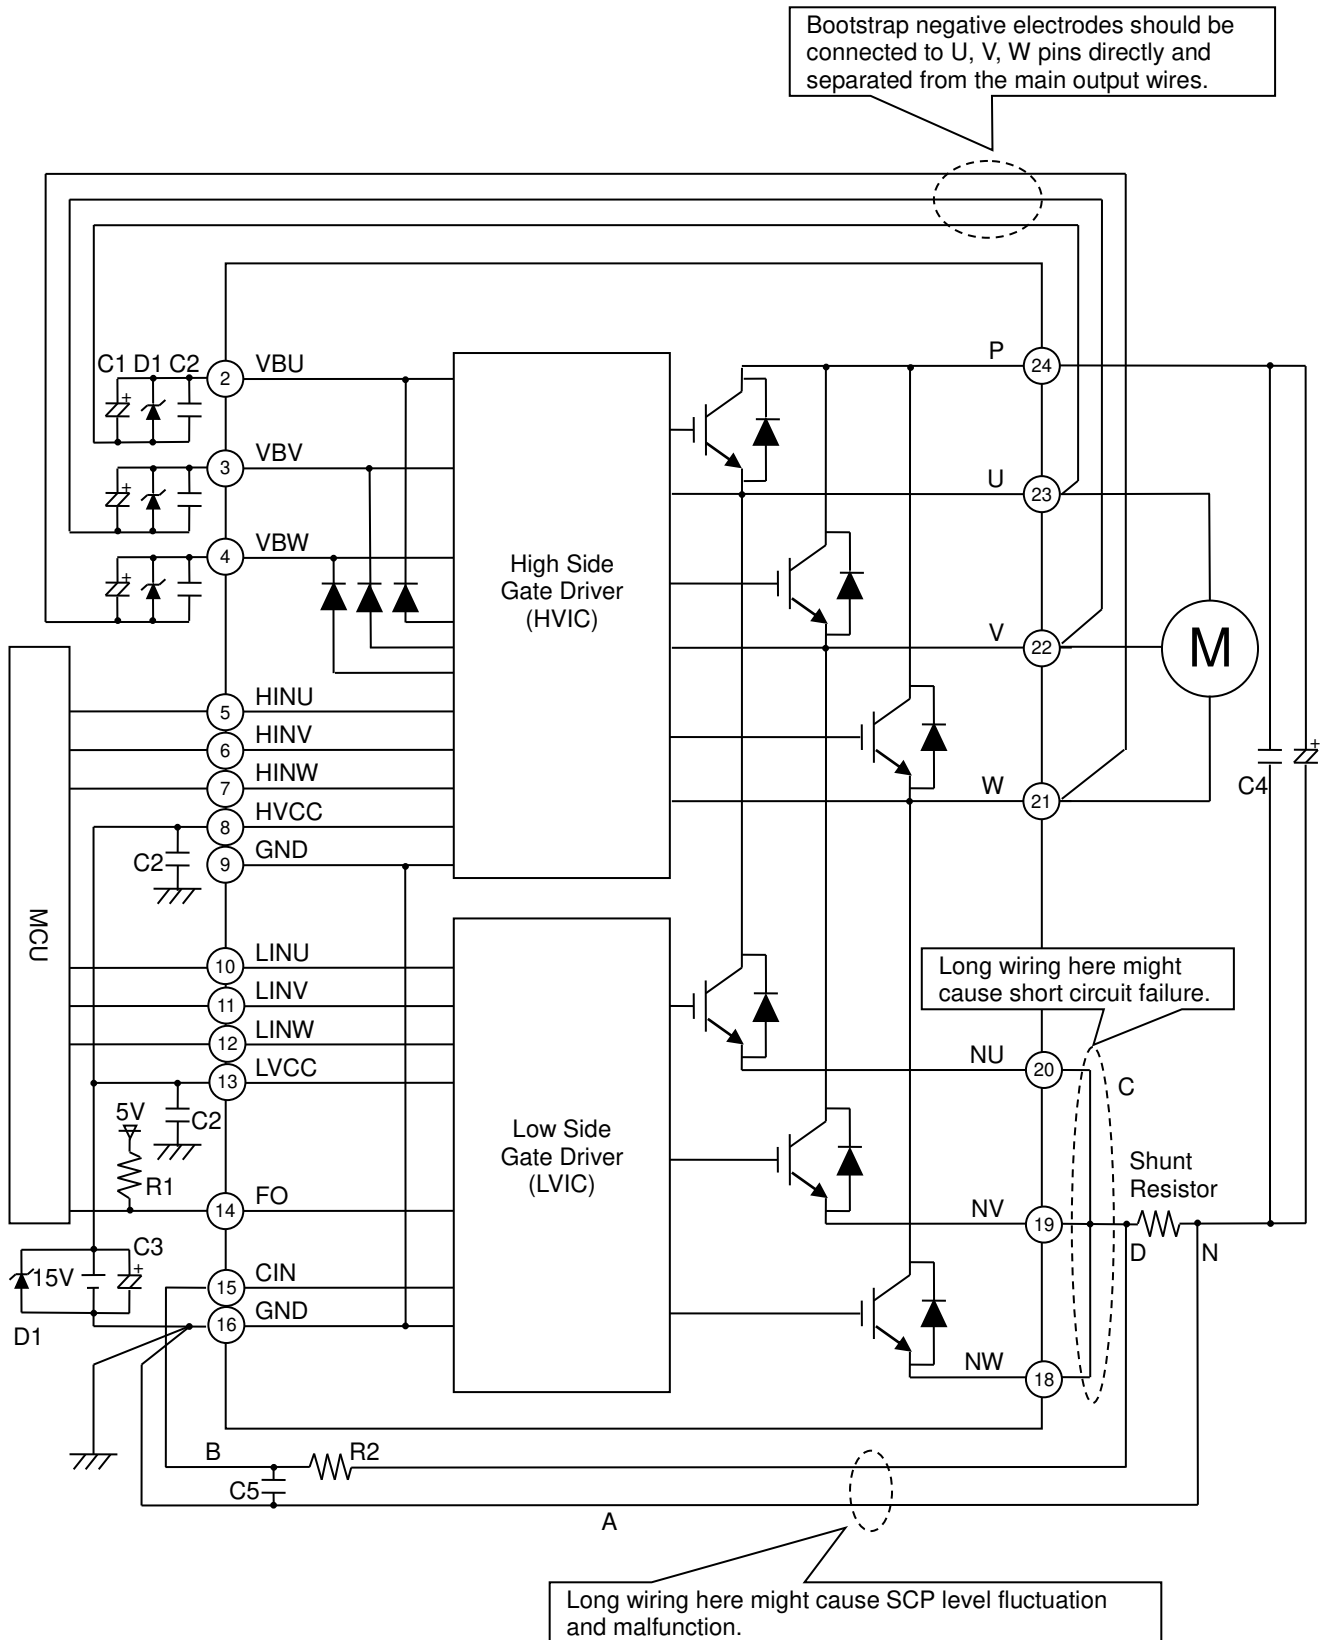 Bootstrap negative electrodes should be
connected to U, V, W pins directly and
separated from the main output wires.
C1 D1 C2
2 VBU
P 24
3 VBV
U 23
4 VBW
High Side
Gate Driver
(HVIC)
V 22
M
5 HINU
6 HINV
7 HINW
W 21
C4
+
+
+
+
8 HVCC
C2
9 GND
MCU
10 LINU
11 LINV
12 LINW
13 LVCC
C2
5V
R1
14 FO
Low Side
Gate Driver
(LVIC)
Long wiring here might
cause short circuit failure.
NU 20
C
Shunt
Resistor
NV 19
D
N
C3
+
15V
D1
15 CIN
16 GND
NW 18
B
R2
C5
A
Long wiring here might cause SCP level fluctuation
and malfunction.